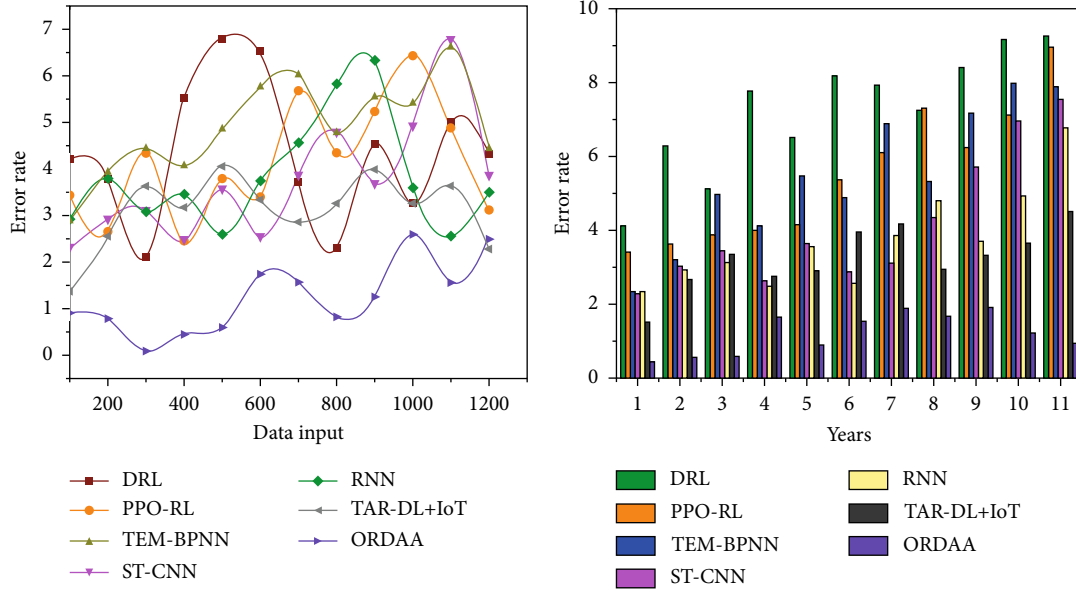 7
6
5
4
3
2
1
0
Error rate
200 400 600 800 1000 1200
Data input
DRL
PPO-RL
TEM-BPNN
ST-CNN
RNN
TAR-DL+IoT
ORDAA
10
8
6
4
2
0
Error rate
1 2 3 4 5 6 7 8 9 10 11
Years
DRL
PPO-RL
TEM-BPNN
ST-CNN
RNN
TAR-DL+IoT
ORDAA